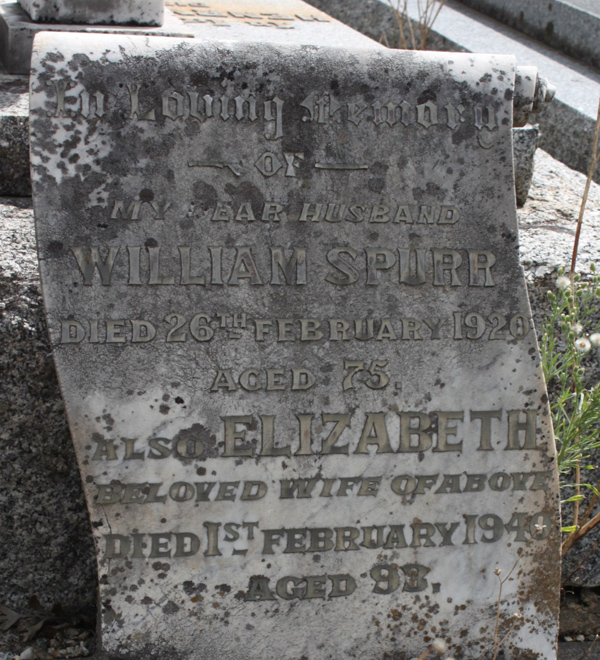 In Loving Memory
OF
MY DEAR HUSBAND
WILLIAM SPURR
DIED 26TH FEBRUARY 1920
AGED 75.
ALSO ELIZABETH
BELOVED WIFE OF ABOVE
DIED 1ST FEBRUARY 1940
AGED 93.